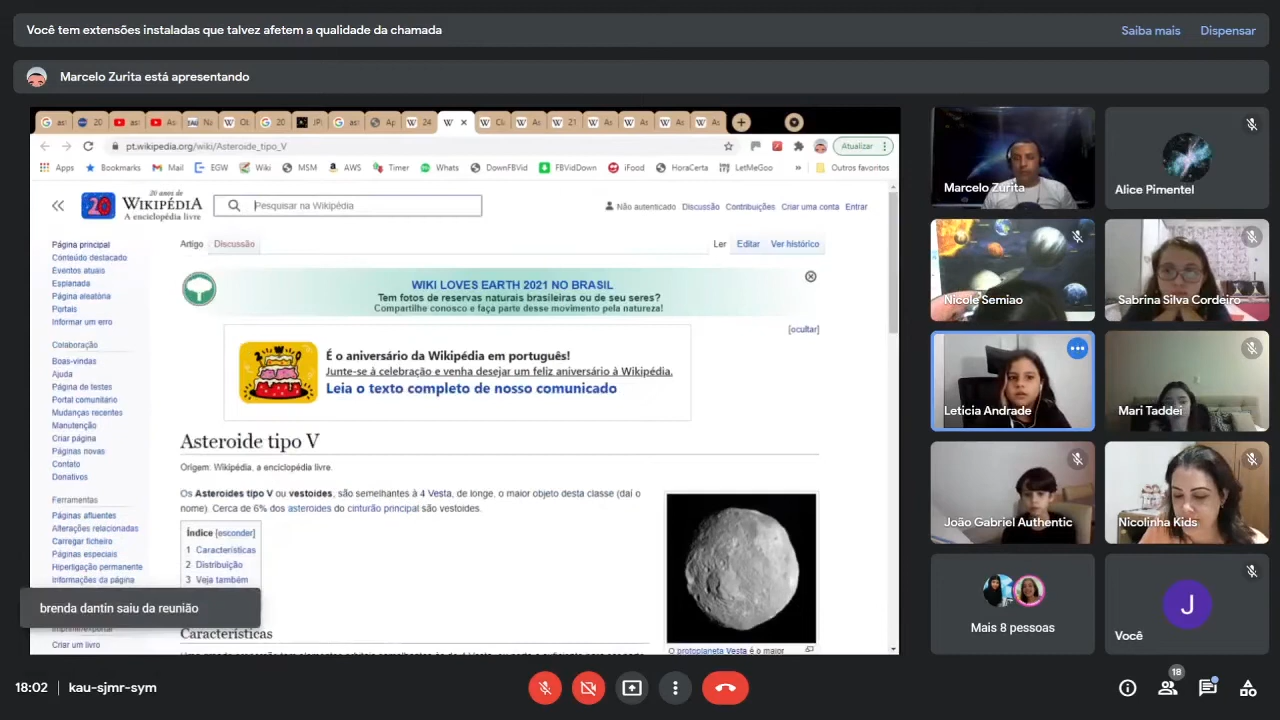 Você tem extensões instaladas que talvez afetem a qualidade da chamada
Saiba mais
Dispensar
Marcelo Zurita está apresentando
pt.wikipedia.org/wiki/Asteroide_tipo_V
Atualizar
Apps
Bookmarks
Mail
EGW
Wiki
MSM
AWS
Timer
Whats
DownFBVid
FBVidDown
iFood
HoraCerta
LetMeGoo
»
Outros favoritos
20 anos de
WIKIPÉDIA
A enciclopédia livre
Pesquisar na Wikipédia
Não autenticado Discussão Contribuições Criar uma conta Entrar
Artigo Discussão
Ler Editar Ver histórico
Página principal
Conteúdo destacado
Eventos atuais
Esplanada
Página aleatória
Portais
Informar um erro
Colaboração
Boas-vindas
Ajuda
Página de testes
Portal comunitário
Mudanças recentes
Manutenção
Criar página
Páginas novas
Contato
Donativos
Ferramentas
Páginas afluentes
Alterações relacionadas
Carregar ficheiro
Páginas especiais
Hiperligação permanente
Informações da página
Imprimir/exportar
Criar um livro
WIKI LOVES EARTH 2021 NO BRASIL
Tem fotos de reservas naturais brasileiras ou de seus seres?
Compartilhe conosco e faça parte desse movimento pela natureza!
[ocultar]
É o aniversário da Wikipédia em português!
Junte-se à celebração e venha desejar um feliz aniversário à Wikipédia.
Leia o texto completo de nosso comunicado
Asteroide tipo V
Origem: Wikipédia, a enciclopédia livre.
Os Asteroides tipo V ou vestoides, são semelhantes à 4 Vesta, de longe, o maior objeto desta classe (daí o
nome). Cerca de 6% dos asteroides do cinturão principal são vestoides.
Índice [esconder]
1 Características
2 Distribuição
3 Veja também
Características
O protoplaneta Vesta é o maior
brenda dantin saiu da reunião
Marcelo Zurita
Alice Pimentel
Nicole Semiao
Sabrina Silva Cordeiro
Leticia Andrade
Mari Taddei
João Gabriel Authentic
Nicolinha Kids
Mais 8 pessoas
J
Você
18:02 | kau-sjmr-sym
18